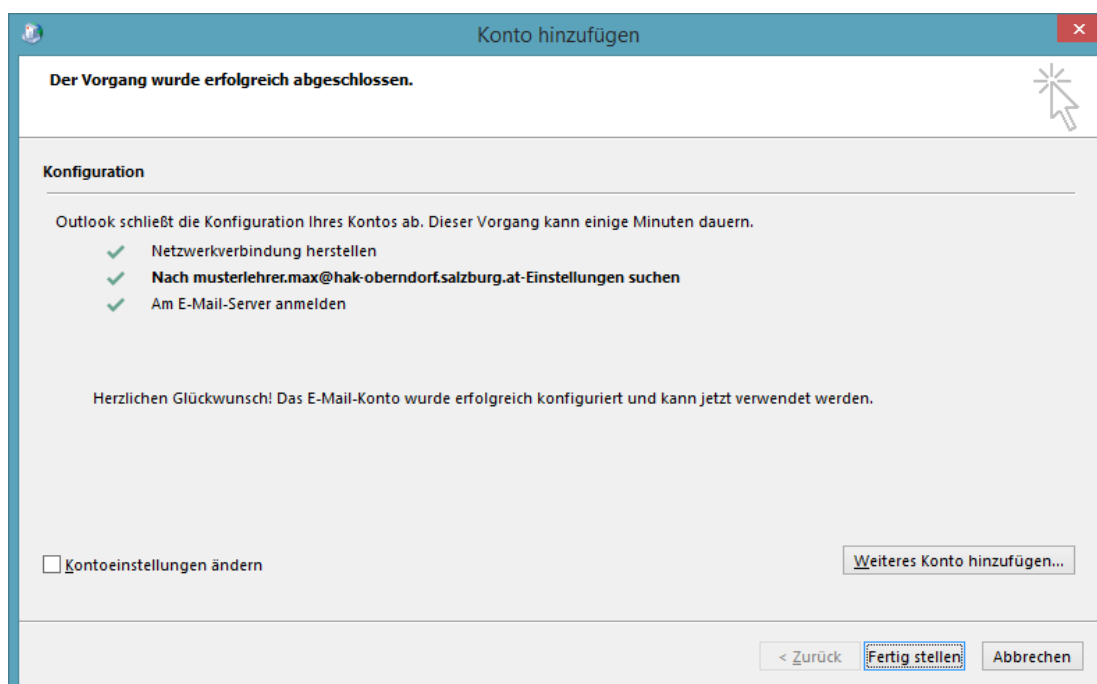 Konto hinzufügen
Der Vorgang wurde erfolgreich abgeschlossen.
Konfiguration
Outlook schließt die Konfiguration Ihres Kontos ab. Dieser Vorgang kann einige Minuten dauern.
Netzwerkverbindung herstellen
Nach musterlehrer.max@hak-oberndorf.salzburg.at-Einstellungen suchen
Am E-Mail-Server anmelden
Herzlichen Glückwunsch! Das E-Mail-Konto wurde erfolgreich konfiguriert und kann jetzt verwendet werden.
Kontoeinstellungen ändern
Weiteres Konto hinzufügen...
< Zurück Fertig stellen Abbrechen